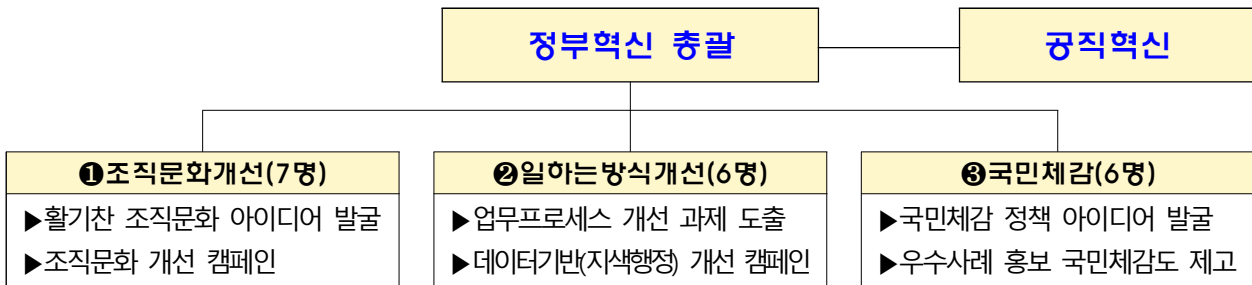 정부혁신 총괄
공직혁신
❶조직문화개선(7명)
▶활기찬 조직문화 아이디어 발굴
▶조직문화 개선 캠페인
❷일하는방식개선(6명)
▶업무프로세스 개선 과제 도출
▶데이터기반(지색행정) 개선 캠페인
❸국민체감(6명)
▶국민체감 정책 아이디어 발굴
▶우수사례 홍보 국민체감도 제고